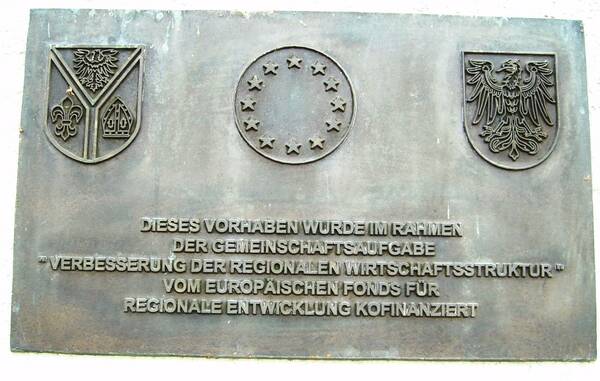 DIESES VORHABEN WURDE IM RAHMEN
DER GEMEINSCHAFTSAUFGABE
"VERBESSERUNG DER REGIONALEN WIRTSCHAFTSSTRUKTUR"
VOM EUROPÄISCHEN FONDS FÜR
REGIONALE ENTWICKLUNG KOFINANZIERT